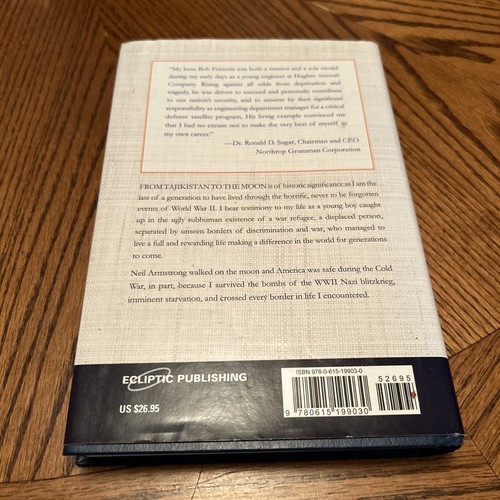 "My boss Bob Frimtzis was both a mentor and a role model
during my early days as a young engineer at Hughes Aircraft
Company. Rising against all odds from deprivation and
tragedy, he was driven to succeed and personally contribute
to our nation's security, and to assume by then significant
responsibility as engineering department manager for a critical
defense satellite program. His living example convinced me
that I had no excuse not to make the very best of myself in
my own career."
—Dr. Ronald D. Sugar, Chairman and CEO
Northrop Grumman Corporation
FROM TAJIKISTAN TO THE MOON is of historic significance as I am the
last of a generation to have lived through the horrific, never to be forgotten
events of World War II. I bear testimony to my life as a young boy caught
up in the ugly subhuman existence of a war refugee, a displaced person,
separated by unseen borders of discrimination and war, who managed to
live a full and rewarding life making a difference in the world for generations
to come.
Neil Armstrong walked on the moon and America was safe during the Cold
War, in part, because I survived the bombs of the WWII Nazi blitzkrieg,
imminent starvation, and crossed every border in life I encountered.
ECLIPTIC PUBLISHING
US $26.95
ISBN 978-0-615-19903-0
52695
9 780615 199030